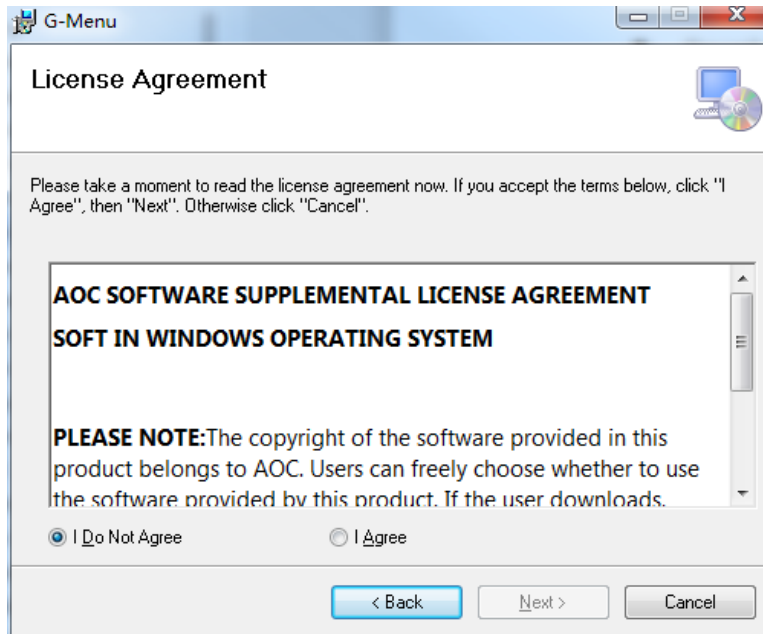 G-Menu
License Agreement
Please take a moment to read the license agreement now. If you accept the terms below, click "I
Agree", then "Next". Otherwise click "Cancel".
AOC SOFTWARE SUPPLEMENTAL LICENSE AGREEMENT
SOFT IN WINDOWS OPERATING SYSTEM
PLEASE NOTE:The copyright of the software provided in this
product belongs to AOC. Users can freely choose whether to use
the software provided by this product. If the user downloads,
I Do Not Agree
I Agree
< Back
Next >
Cancel